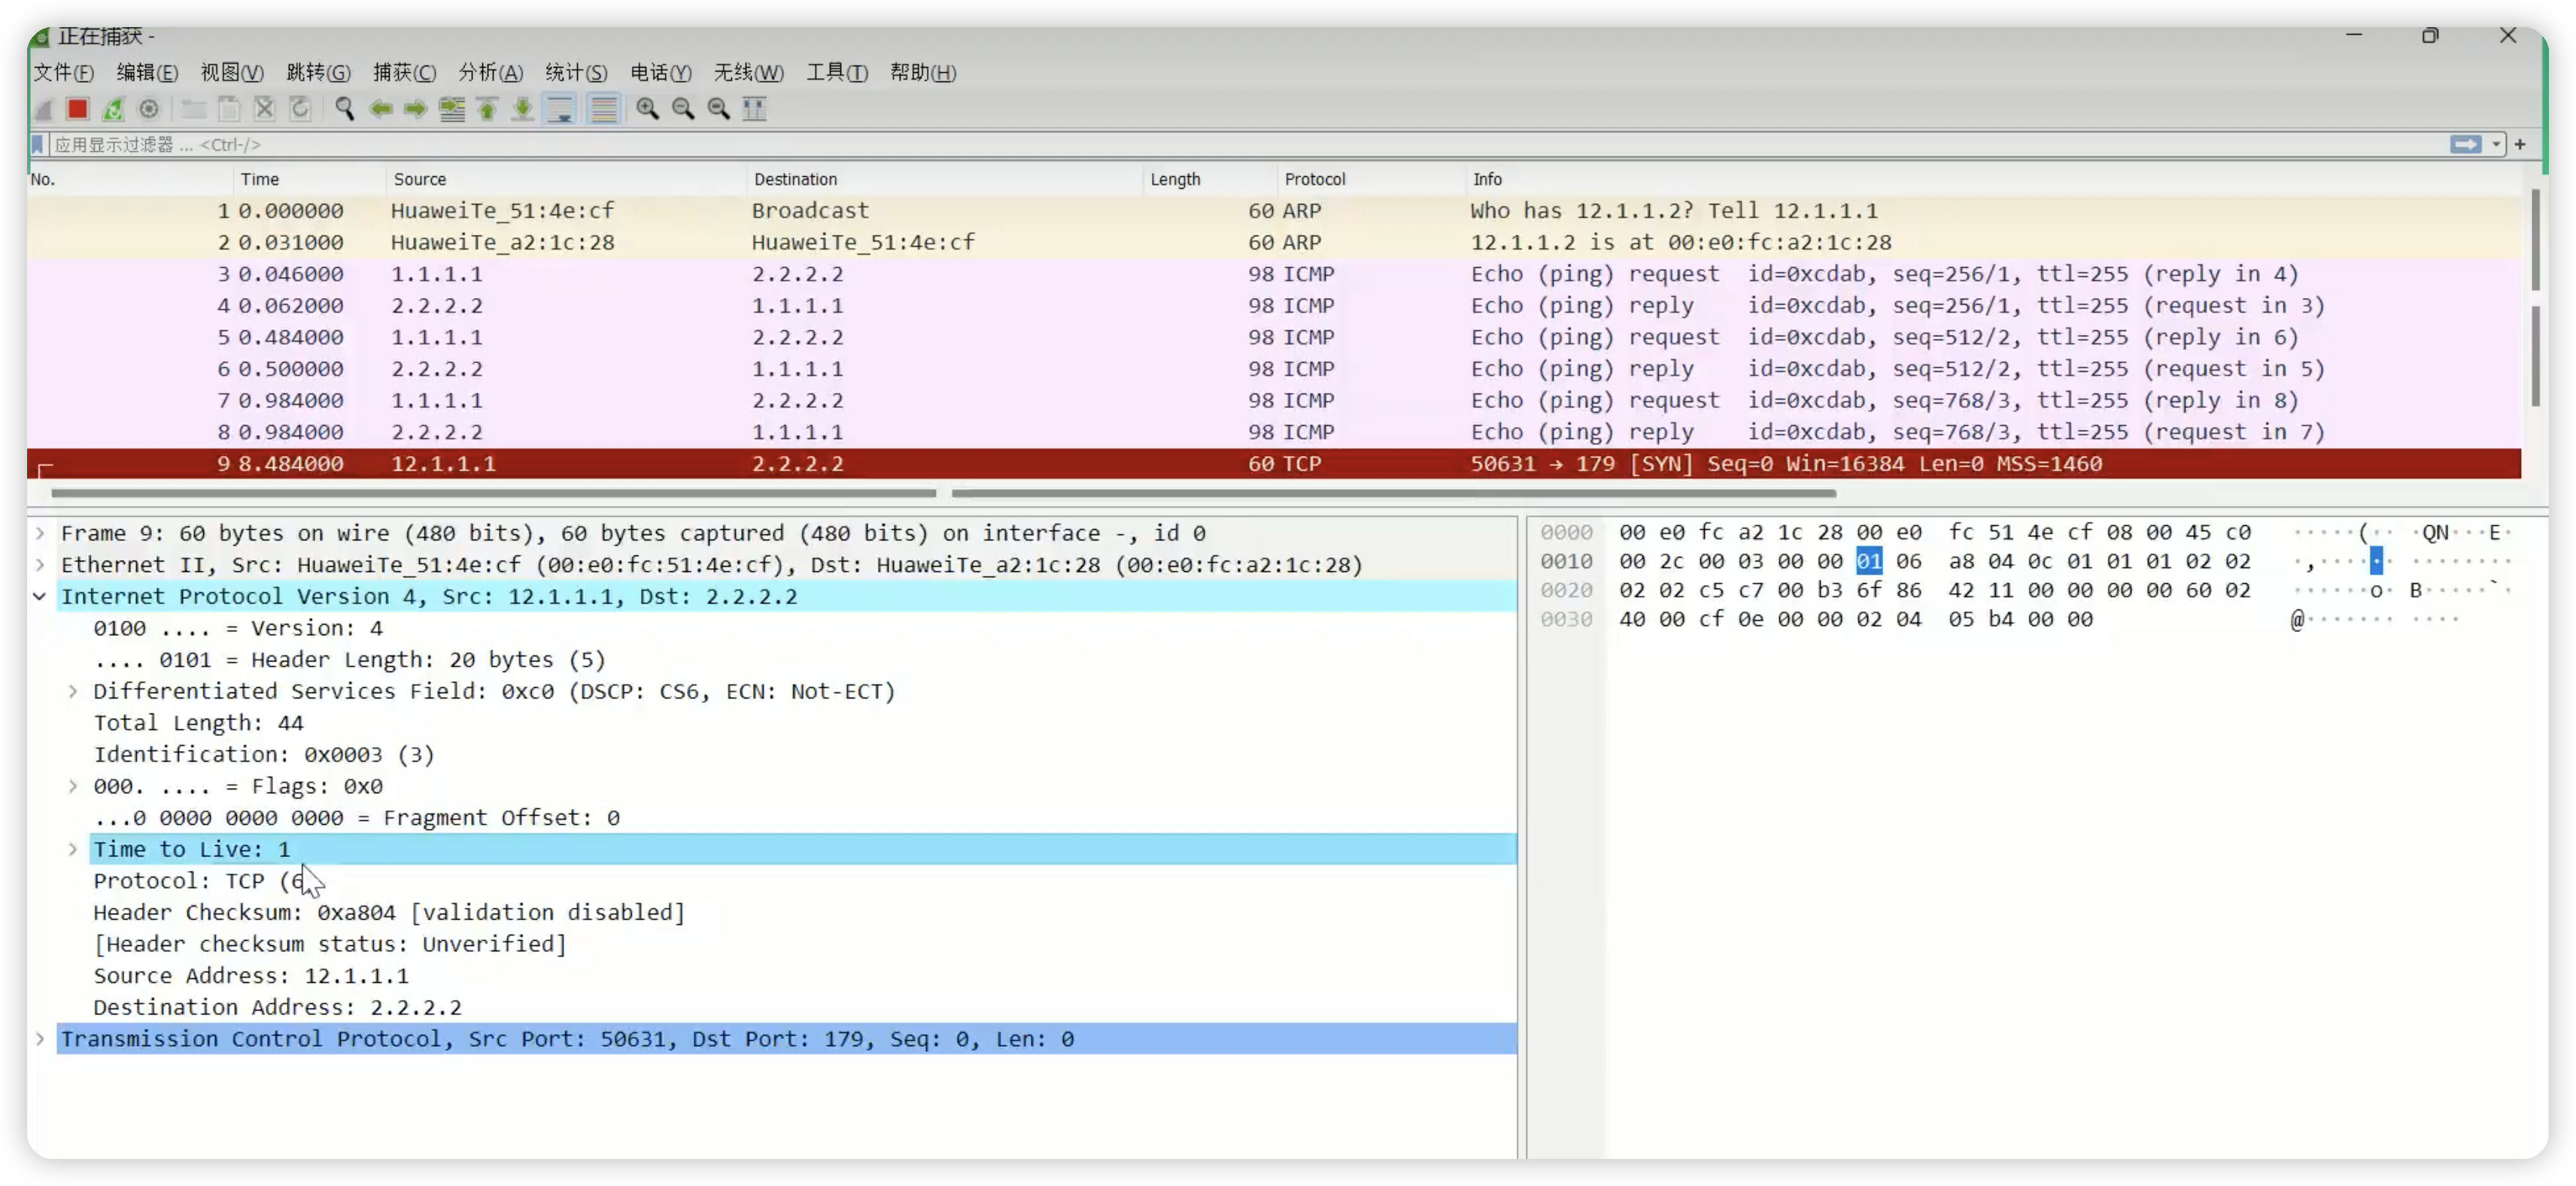 正在捕获 -
文件(F) 编辑(E) 视图(V) 跳转(G) 捕获(C) 分析(A) 统计(S) 电话(Y) 无线(W) 工具(T) 帮助(H)
应用显示过滤器 … <Ctrl-/> +
No. Time Source Destination Length Protocol Info
1 0.000000 HuaweiTe_51:4e:cf Broadcast 60 ARP Who has 12.1.1.2? Tell 12.1.1.1
2 0.031000 HuaweiTe_a2:1c:28 HuaweiTe_51:4e:cf 60 ARP 12.1.1.2 is at 00:e0:fc:a2:1c:28
3 0.046000 1.1.1.1 2.2.2.2 98 ICMP Echo (ping) request id=0xcdab, seq=256/1, ttl=255 (reply in 4)
4 0.062000 2.2.2.2 1.1.1.1 98 ICMP Echo (ping) reply id=0xcdab, seq=256/1, ttl=255 (request in 3)
5 0.484000 1.1.1.1 2.2.2.2 98 ICMP Echo (ping) request id=0xcdab, seq=512/2, ttl=255 (reply in 6)
6 0.500000 2.2.2.2 1.1.1.1 98 ICMP Echo (ping) reply id=0xcdab, seq=512/2, ttl=255 (request in 5)
7 0.984000 1.1.1.1 2.2.2.2 98 ICMP Echo (ping) request id=0xcdab, seq=768/3, ttl=255 (reply in 8)
8 0.984000 2.2.2.2 1.1.1.1 98 ICMP Echo (ping) reply id=0xcdab, seq=768/3, ttl=255 (request in 7)
9 8.484000 12.1.1.1 2.2.2.2 60 TCP 50631 → 179 [SYN] Seq=0 Win=16384 Len=0 MSS=1460
Frame 9: 60 bytes on wire (480 bits), 60 bytes captured (480 bits) on interface -, id 0
Ethernet II, Src: HuaweiTe_51:4e:cf (00:e0:fc:51:4e:cf), Dst: HuaweiTe_a2:1c:28 (00:e0:fc:a2:1c:28)
Internet Protocol Version 4, Src: 12.1.1.1, Dst: 2.2.2.2
0100 .... = Version: 4
.... 0101 = Header Length: 20 bytes (5)
Differentiated Services Field: 0xc0 (DSCP: CS6, ECN: Not-ECT)
Total Length: 44
Identification: 0x0003 (3)
000. .... = Flags: 0x0
...0 0000 0000 0000 = Fragment Offset: 0
Time to Live: 1
Protocol: TCP (6
Header Checksum: 0xa804 [validation disabled]
[Header checksum status: Unverified]
Source Address: 12.1.1.1
Destination Address: 2.2.2.2
Transmission Control Protocol, Src Port: 50631, Dst Port: 179, Seq: 0, Len: 0
0000 00 e0 fc a2 1c 28 00 e0 fc 51 4e cf 08 00 45 c0 ·····(·· ·QN···E·
0010 00 2c 00 03 00 00 01 06 a8 04 0c 01 01 01 02 02 ·,······ ········
0020 02 02 c5 c7 00 b3 6f 86 42 11 00 00 00 00 60 02 ······o· B·····`·
0030 40 00 cf 0e 00 00 02 04 05 b4 00 00 @······· ····